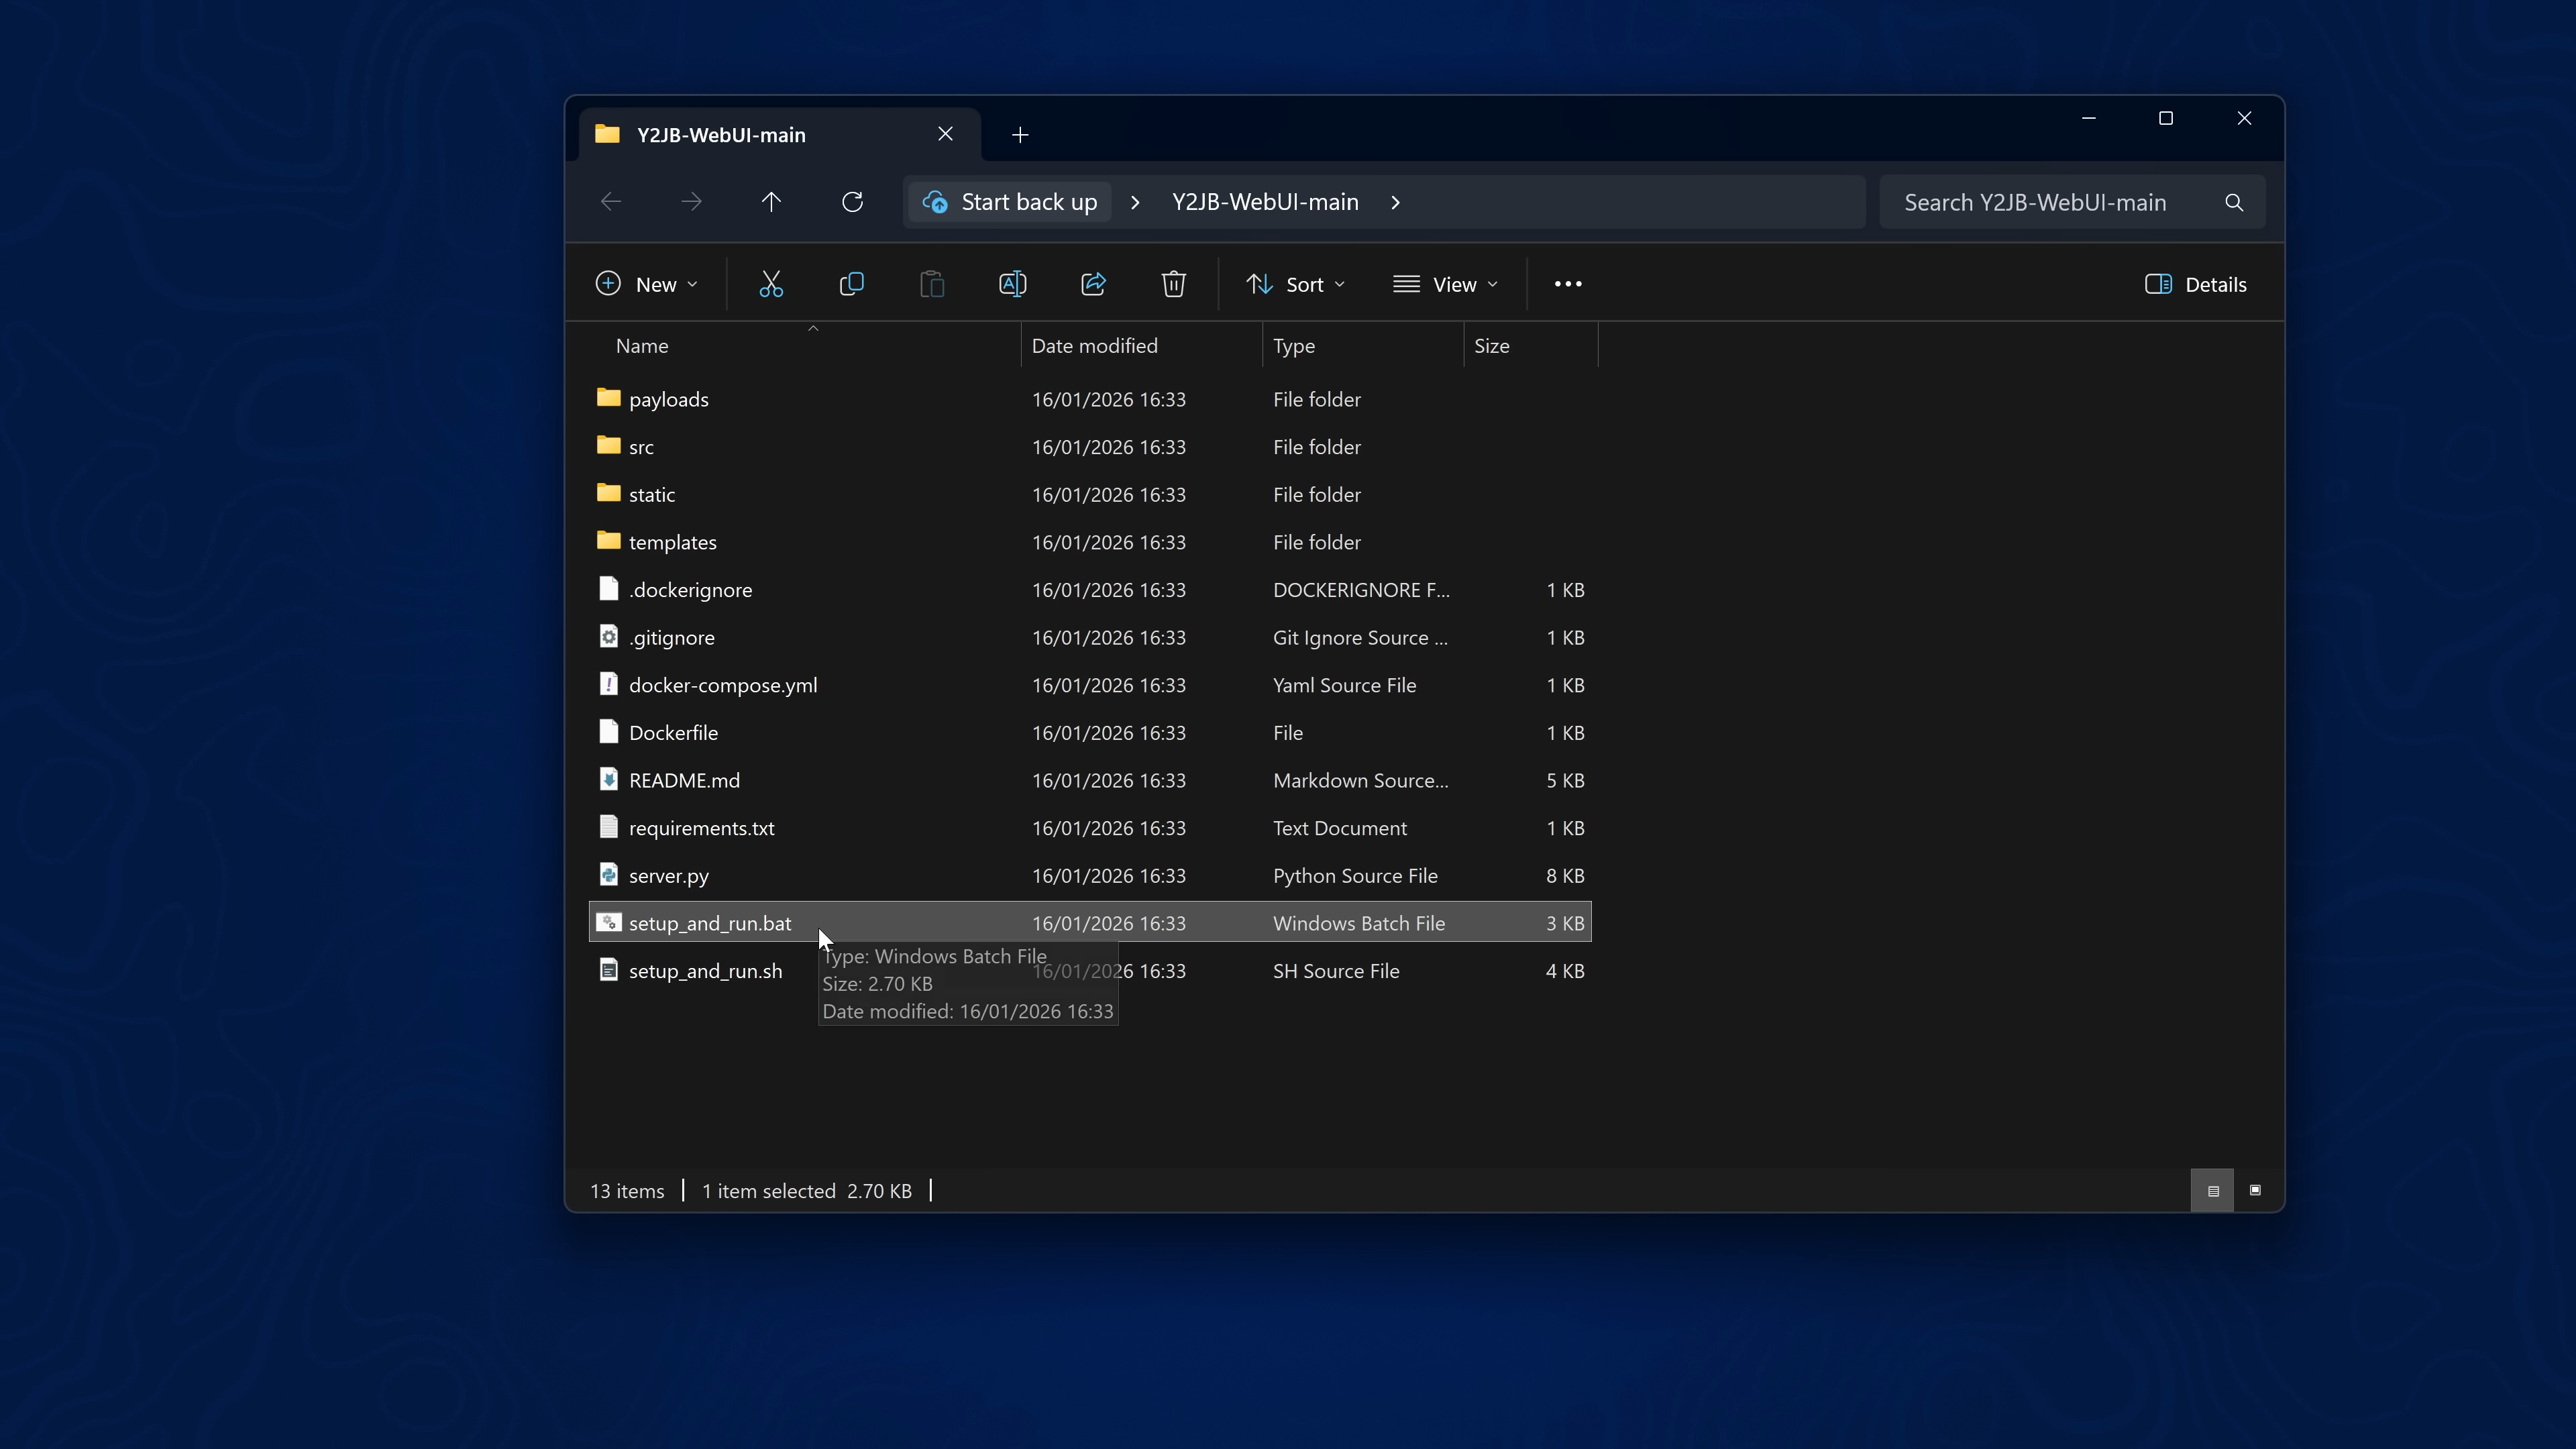 Y2JB-WebUI-main
Start back up > Y2JB-WebUI-main >
Search Y2JB-WebUI-main
New
Sort
View
Details
Name Date modified Type Size
payloads 16/01/2026 16:33 File folder
src 16/01/2026 16:33 File folder
static 16/01/2026 16:33 File folder
templates 16/01/2026 16:33 File folder
.dockerignore 16/01/2026 16:33 DOCKERIGNORE F... 1 KB
.gitignore 16/01/2026 16:33 Git Ignore Source ... 1 KB
docker-compose.yml 16/01/2026 16:33 Yaml Source File 1 KB
Dockerfile 16/01/2026 16:33 File 1 KB
README.md 16/01/2026 16:33 Markdown Source... 5 KB
requirements.txt 16/01/2026 16:33 Text Document 1 KB
server.py 16/01/2026 16:33 Python Source File 8 KB
setup_and_run.bat 16/01/2026 16:33 Windows Batch File 3 KB
setup_and_run.sh 16/01/2026 16:33 SH Source File 4 KB
Type: Windows Batch File
Size: 2.70 KB
Date modified: 16/01/2026 16:33
13 items
1 item selected 2.70 KB